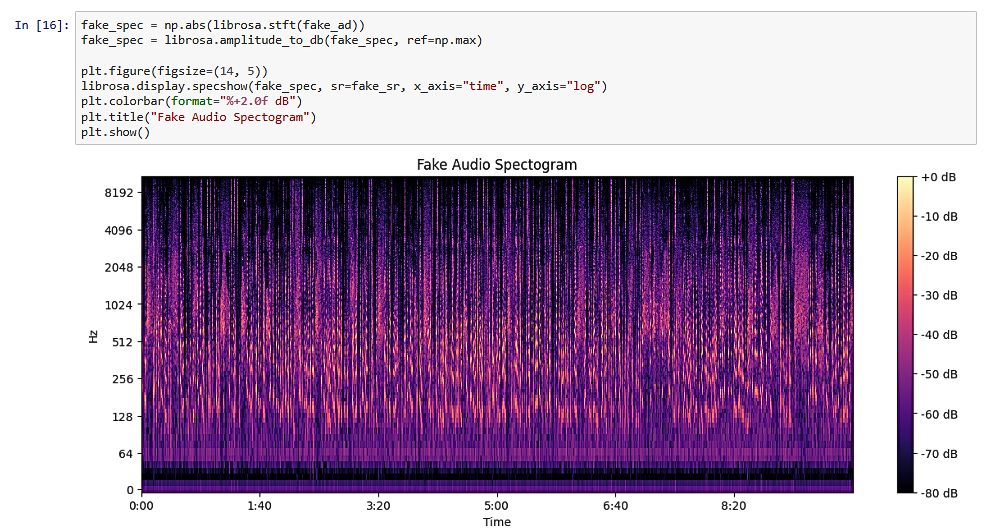 In [16]: fake_spec = np.abs(librosa.stft(fake_ad))
fake_spec = librosa.amplitude_to_db(fake_spec, ref=np.max)
plt.figure(figsize=(14, 5))
librosa.display.specshow(fake_spec, sr=fake_sr, x_axis="time", y_axis="log")
plt.colorbar(format="%+2.0f dB")
plt.title("Fake Audio Spectogram")
plt.show()
Fake Audio Spectogram
8192
4096
2048
1024
512
256
128
64
0
Hz
0:00 1:40 3:20 5:00 6:40 8:20
Time
+0 dB
-10 dB
-20 dB
-30 dB
-40 dB
-50 dB
-60 dB
-70 dB
-80 dB